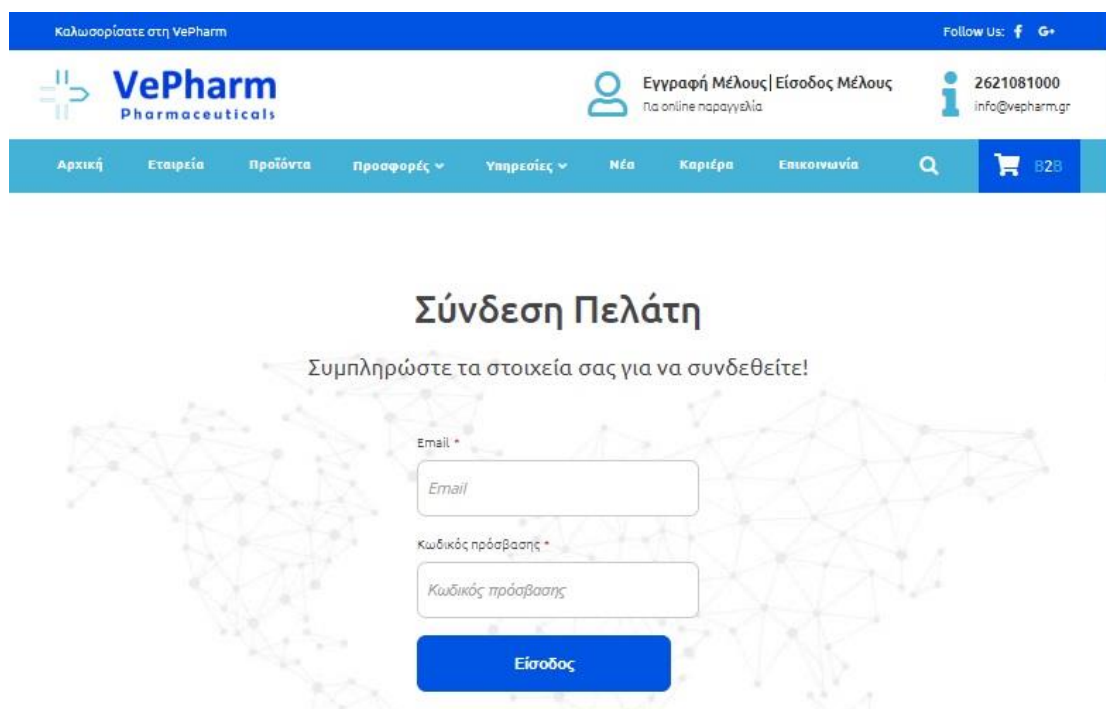 Καλωσορίσατε στη VePharm
Follow Us: f G+
VePharm
Pharmaceuticals
Εγγραφή Μέλους| Είσοδος Μέλους
Για online παραγγελία
2621081000
info@vepharm.gr
Αρχική Εταιρεία Προϊόντα Προσφορές Υπηρεσίες Νέα Καριέρα Επικοινωνία B2B
Σύνδεση Πελάτη
Συμπληρώστε τα στοιχεία σας για να συνδεθείτε!
Email *
Email
Κωδικός πρόσβασης *
Κωδικός πρόσβασης
Είσοδος